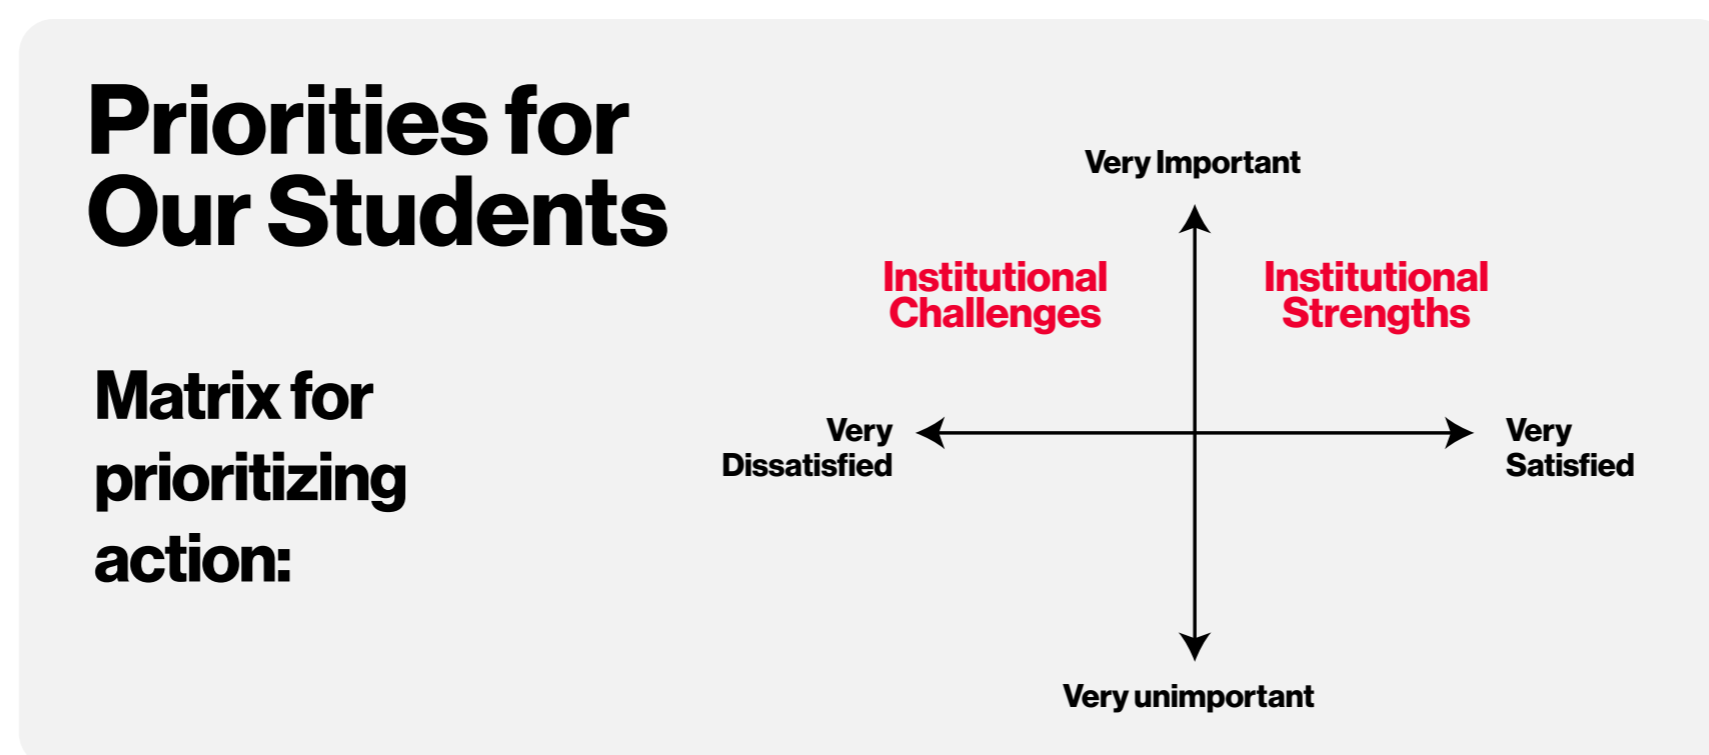 Priorities for
Our Students
Matrix for
prioritizing
action:
Very Important
Institutional
Challenges
Institutional
Strengths
Very
Dissatisfied
Very
Satisfied
Very unimportant